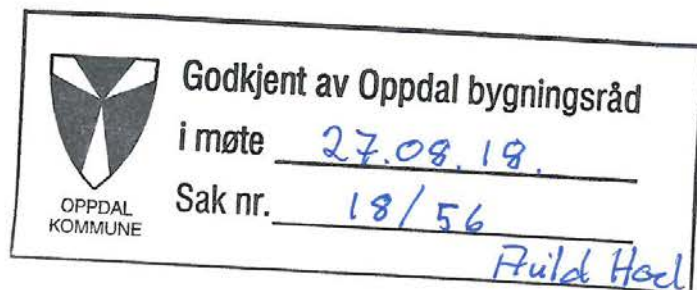 Godkjent av Oppdal bygningsråd
i møte 27.08.18.
Sak nr. 18/56
OPPDAL
KOMMUNE